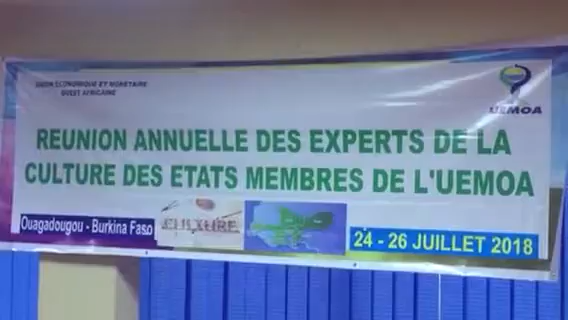 UNION ECONOMIQUE ET MONETAIRE
OUEST AFRICAINE
UEMOA
REUNION ANNUELLE DES EXPERTS DE LA
CULTURE DES ETATS MEMBRES DE L'UEMOA
Ouagadougou - Burkina Faso
CULTURE
24 - 26 JUILLET 2018